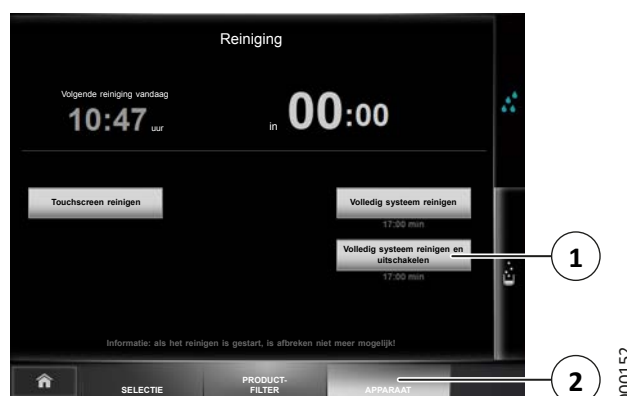 Reiniging
Volgende reiniging vandaag
10:47 uur
in 00:00
Touchscreen reinigen
Volledig systeem reinigen
17:00 min
Volledig systeem reinigen en
uitschakelen
17:00 min
1
Informatie: als het reinigen is gestart, is afbreken niet meer mogelijk!
SELECTIE
PRODUCT-
FILTER
APPARAAT
2